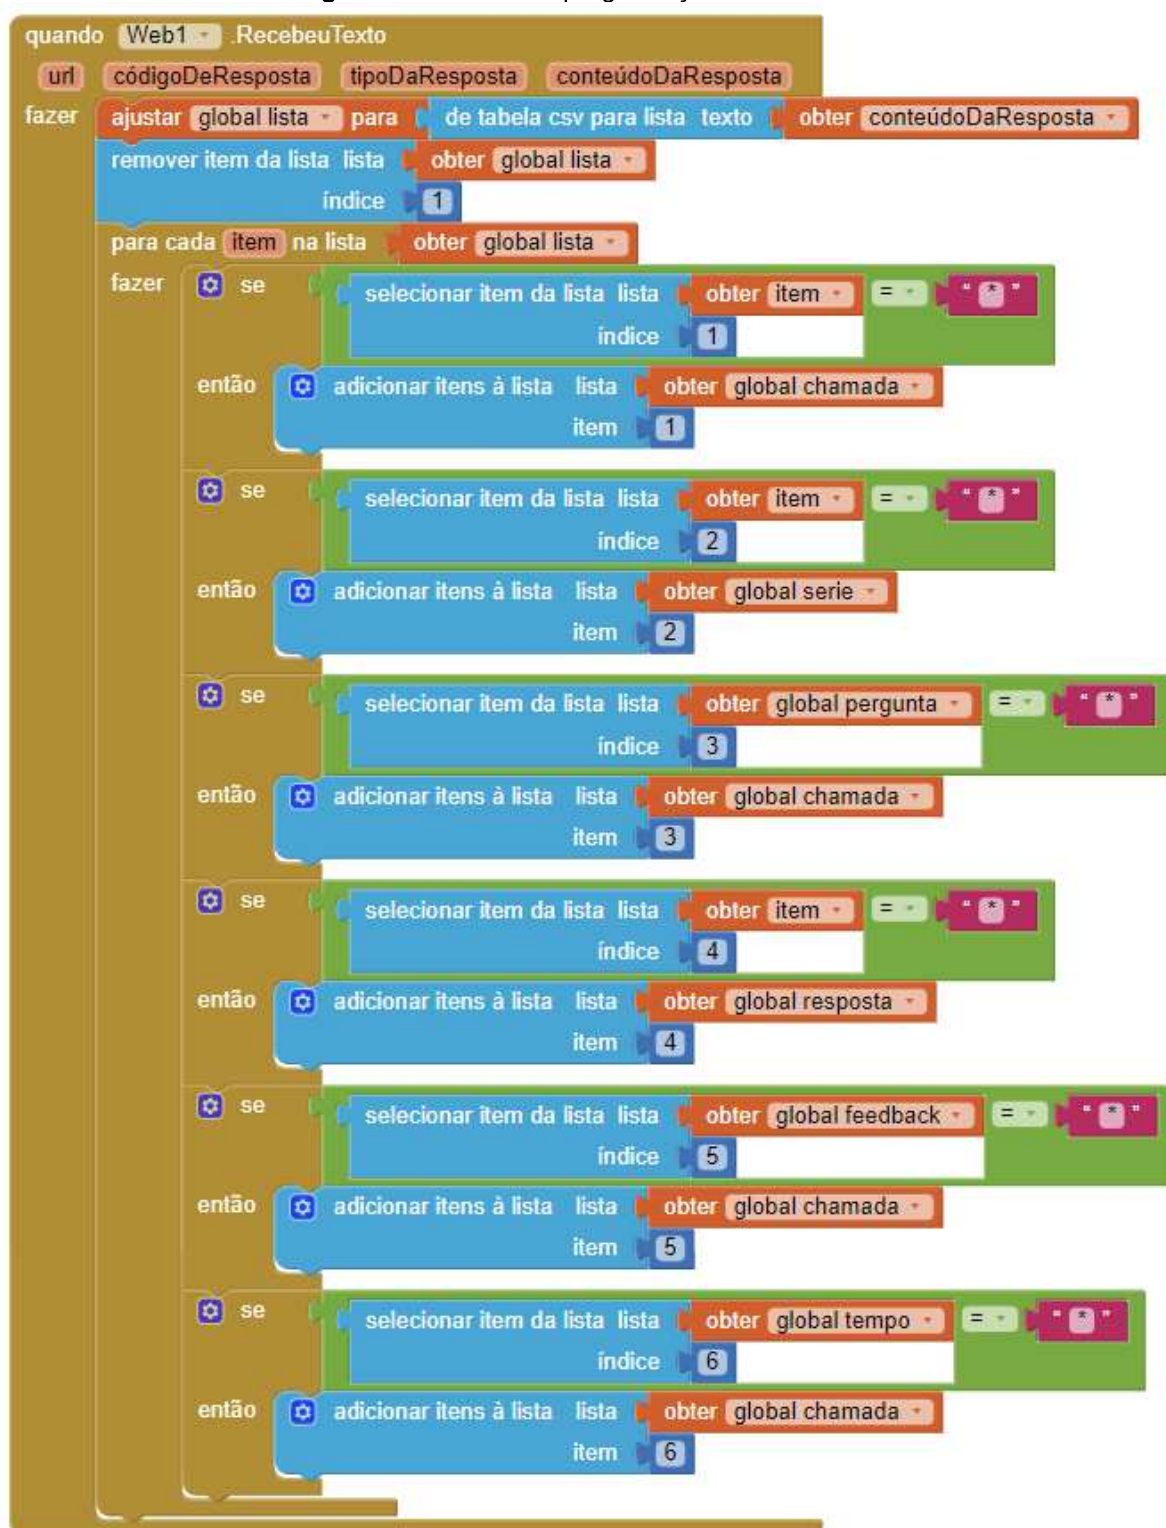 quando Web1 .RecebeuTexto
url códigoDeResposta tipoDaResposta conteúdoDaResposta
fazer ajustar global lista para de tabela csv para lista texto obter conteúdoDaResposta
remover item da lista lista obter global lista
índice 1
para cada item na lista obter global lista
fazer se selecionar item da lista lista obter item = " * "
índice 1
então adicionar itens à lista lista obter global chamada
item 1
se selecionar item da lista lista obter item = " * "
índice 2
então adicionar itens à lista lista obter global serie
item 2
se selecionar item da lista lista obter global pergunta = " * "
índice 3
então adicionar itens à lista lista obter global chamada
item 3
se selecionar item da lista lista obter item = " * "
índice 4
então adicionar itens à lista lista obter global resposta
item 4
se selecionar item da lista lista obter global feedback = " * "
índice 5
então adicionar itens à lista lista obter global chamada
item 5
se selecionar item da lista lista obter global tempo = " * "
índice 6
então adicionar itens à lista lista obter global chamada
item 6